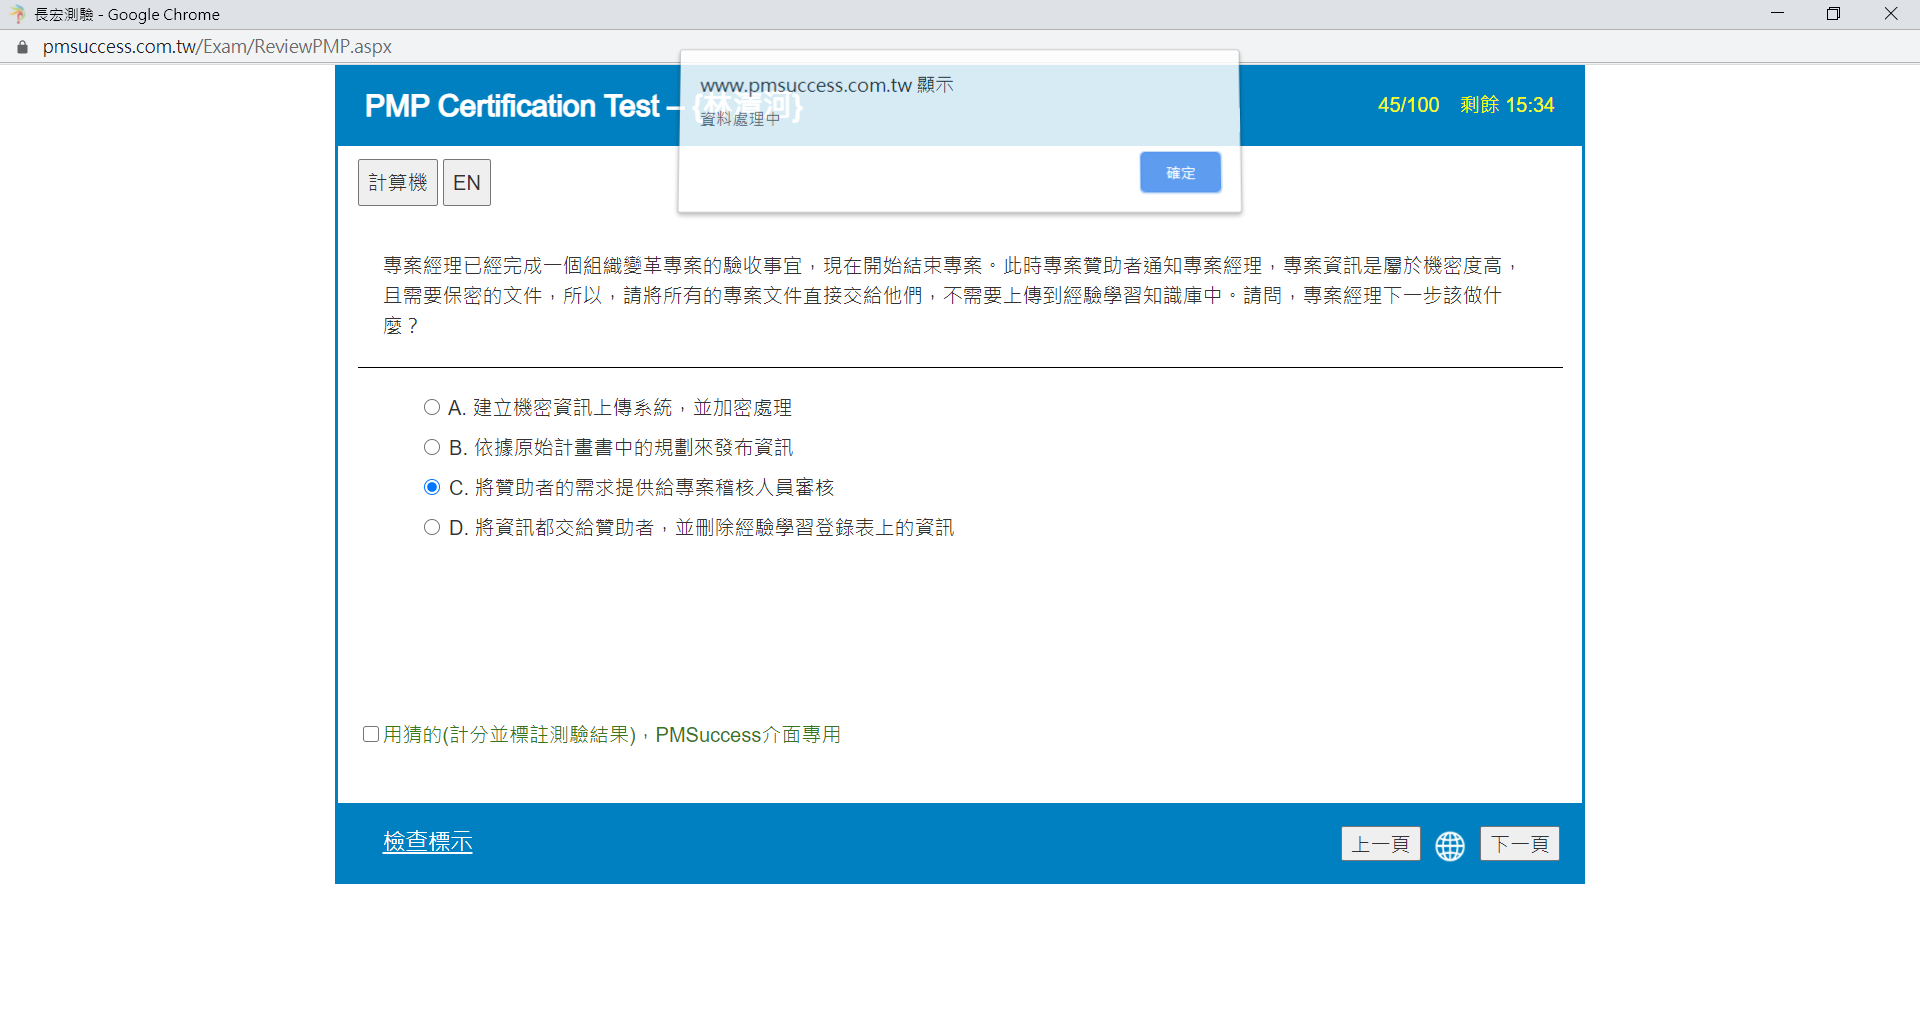 長宏測驗 - Google Chrome
pmsuccess.com.tw/Exam/ReviewPMP.aspx
www.pmsuccess.com.tw 顯示
資料處理中
確定
PMP Certification Test – {林清河}
45/100 剩餘 15:34
計算機 EN
專案經理已經完成一個組織變革專案的驗收事宜，現在開始結束專案。此時專案贊助者通知專案經理，專案資訊是屬於機密度高，
且需要保密的文件，所以，請將所有的專案文件直接交給他們，不需要上傳到經驗學習知識庫中。請問，專案經理下一步該做什
麼？
A. 建立機密資訊上傳系統，並加密處理
B. 依據原始計畫書中的規劃來發布資訊
C. 將贊助者的需求提供給專案稽核人員審核
D. 將資訊都交給贊助者，並刪除經驗學習登錄表上的資訊
用猜的(計分並標註測驗結果)，PMSuccess介面專用
檢查標示
上一頁 下一頁